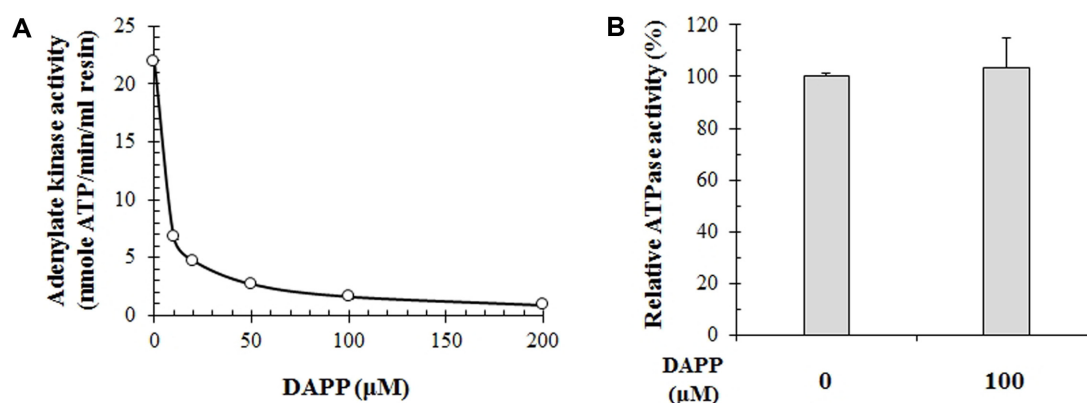 A
Adenylate kinase activity
(nmole ATP/min/ml resin)
25
20
15
10
5
0
0 50 100 150 200
DAPP (µM)
B
Relative ATPase activity (%)
120
100
80
60
40
20
0
DAPP
(µM)
0 100